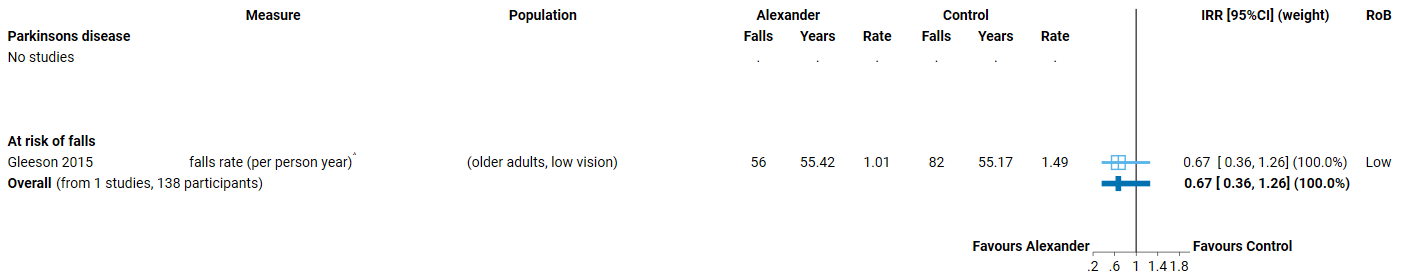 Measure Population Alexander Control IRR [95%CI] (weight) RoB
Parkinsons disease Falls Years Rate Falls Years Rate
No studies . . . . . .
At risk of falls
Gleeson 2015 falls rate (per person year)^ (older adults, low vision) 56 55.42 1.01 82 55.17 1.49 0.67 [ 0.36, 1.26] (100.0%) Low
Overall (from 1 studies, 138 participants) 0.67 [ 0.36, 1.26] (100.0%)
Favours Alexander Favours Control
.2 .6 1 1.4 1.8